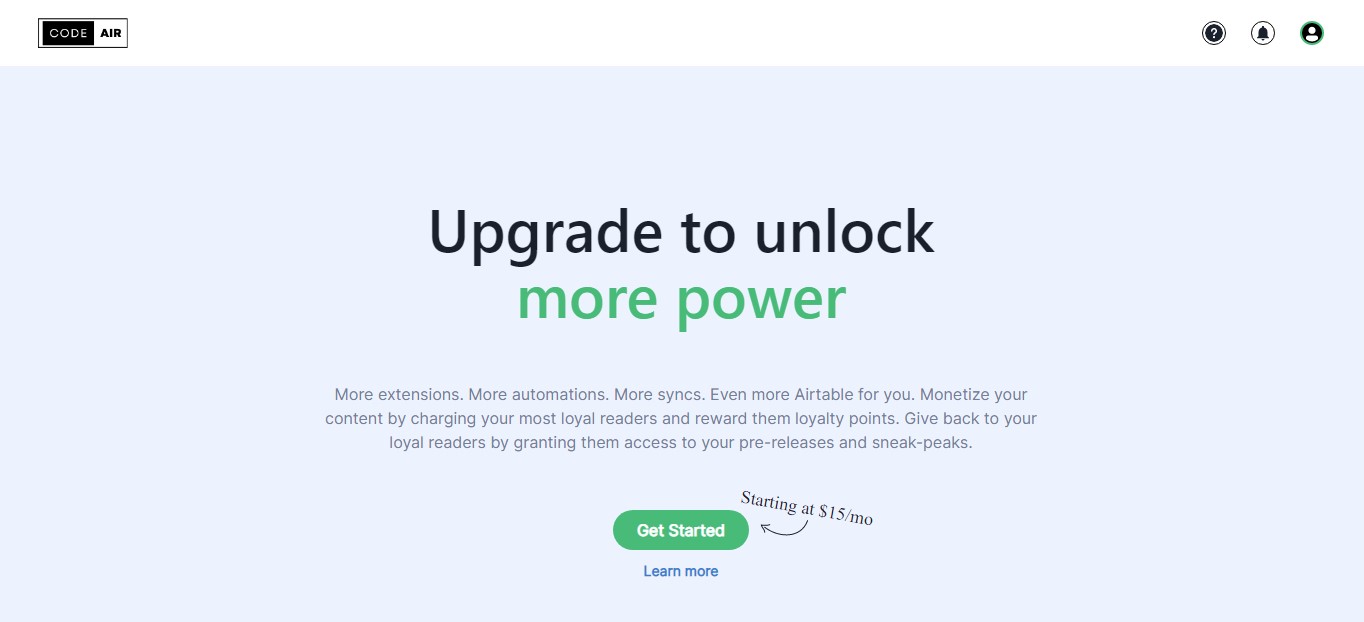 CODE AIR
?
Upgrade to unlock
more power
More extensions. More automations. More syncs. Even more Airtable for you. Monetize your
content by charging your most loyal readers and reward them loyalty points. Give back to your
loyal readers by granting them access to your pre-releases and sneak-peaks.
Starting at $15/mo
Get Started
Learn more